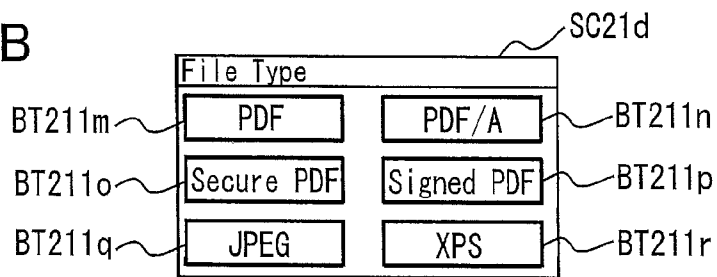 B
SC21d
File Type
BT211m PDF PDF/A BT211n
BT211o Secure PDF Signed PDF BT211p
BT211q JPEG XPS BT211r